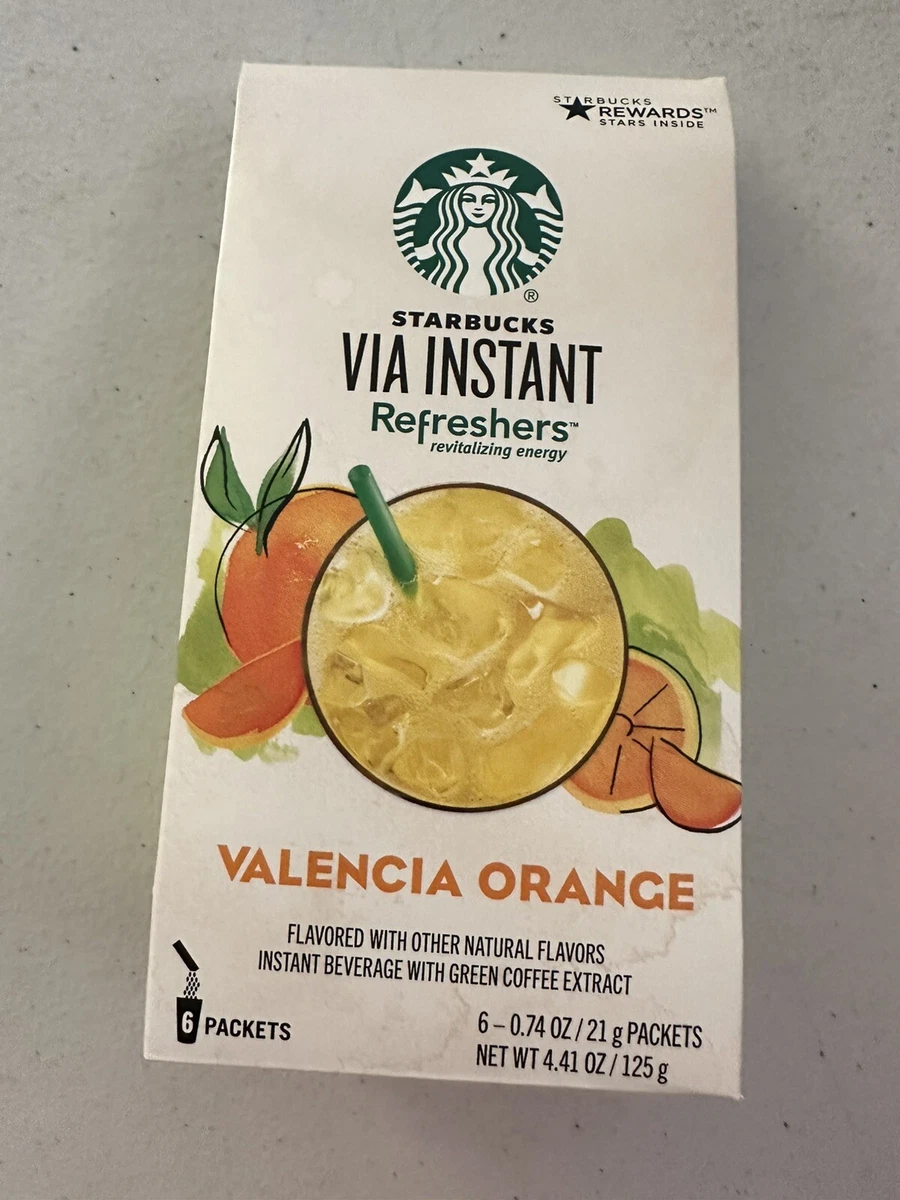 STARBUCKS
REWARDS™
STARS INSIDE
®
STARBUCKS
VIA INSTANT
Refreshers™
revitalizing energy
VALENCIA ORANGE
FLAVORED WITH OTHER NATURAL FLAVORS
INSTANT BEVERAGE WITH GREEN COFFEE EXTRACT
6 PACKETS
6 – 0.74 OZ / 21 g PACKETS
NET WT 4.41 OZ / 125 g